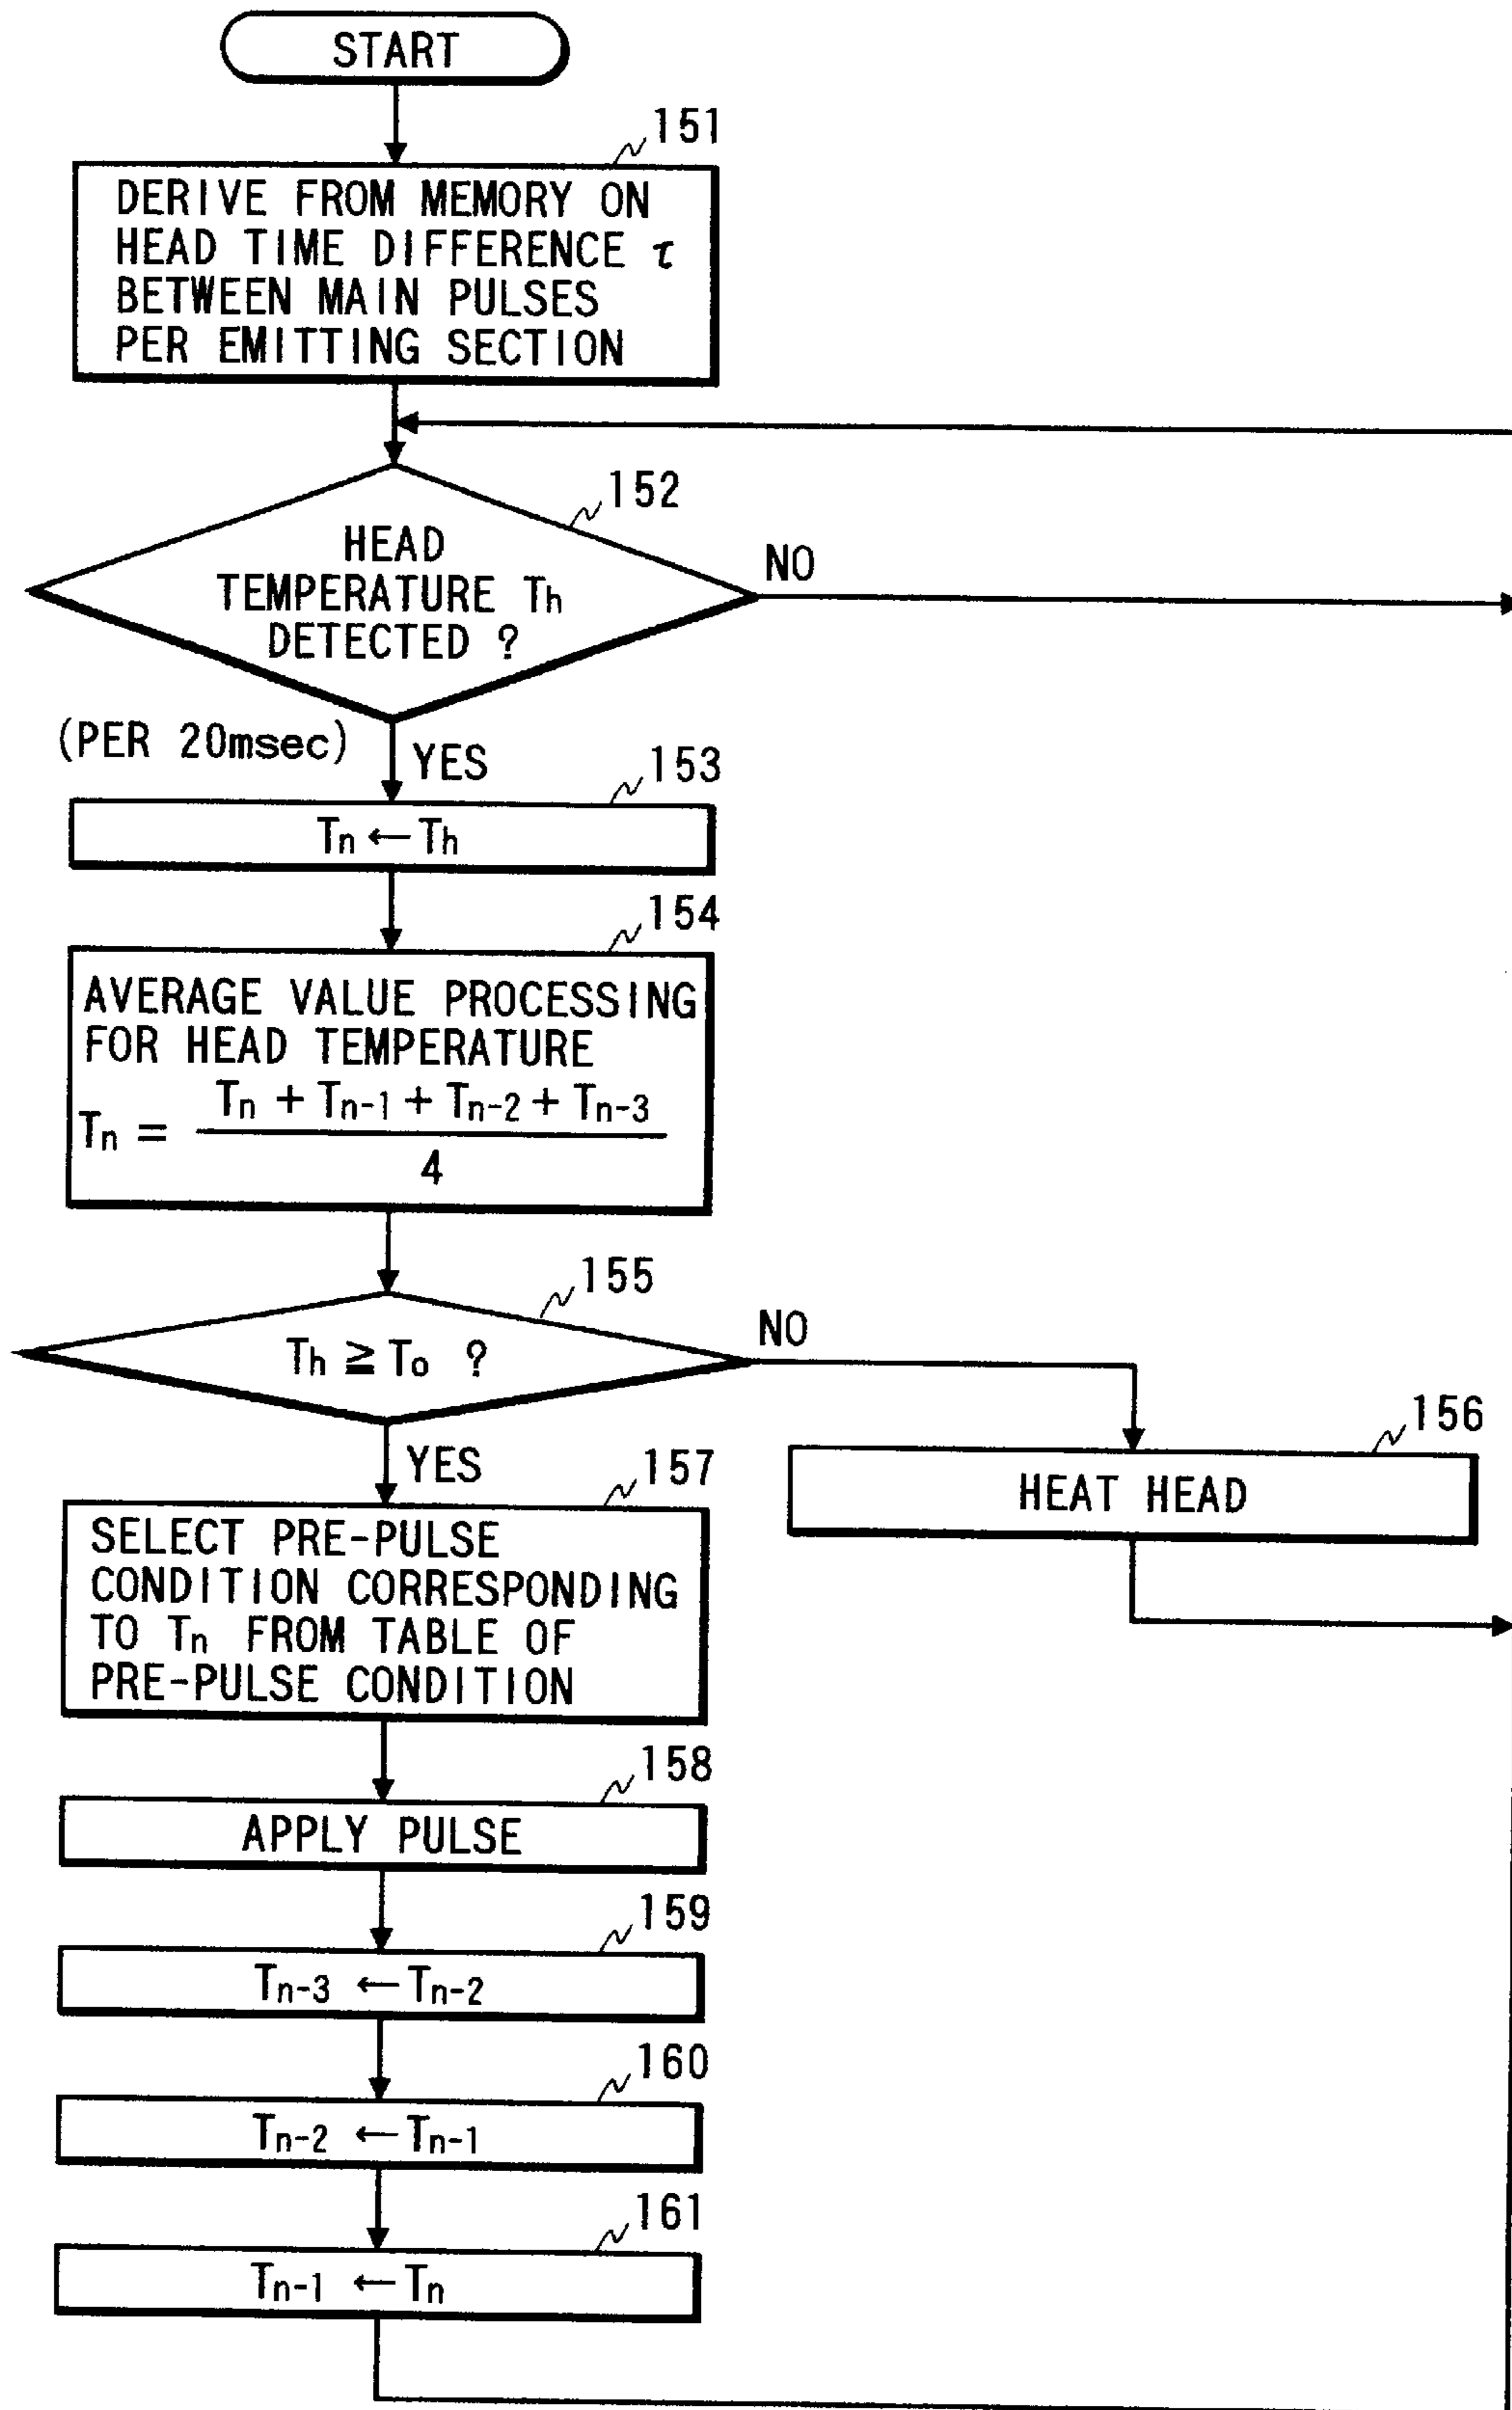 START
151
DERIVE FROM MEMORY ON
HEAD TIME DIFFERENCE τ
BETWEEN MAIN PULSES
PER EMITTING SECTION
152
HEAD
TEMPERATURE Th
DETECTED ?
NO
(PER 20msec)
YES
153
Tn ← Th
154
AVERAGE VALUE PROCESSING
FOR HEAD TEMPERATURE
Tn = Tn + Tn-1 + Tn-2 + Tn-3
4
155
Th ≧ To ?
NO
156
HEAT HEAD
YES
157
SELECT PRE-PULSE
CONDITION CORRESPONDING
TO Tn FROM TABLE OF
PRE-PULSE CONDITION
158
APPLY PULSE
159
Tn-3 ← Tn-2
160
Tn-2 ← Tn-1
161
Tn-1 ← Tn